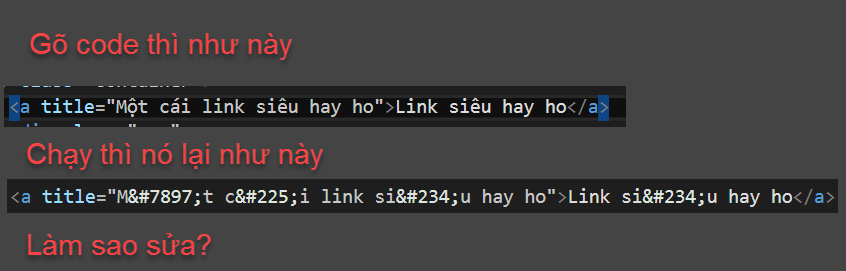 Gõ code thì như này
<a title="Một cái link siêu hay ho">Link siêu hay ho</a>
Chạy thì nó lại như này
<a title="M&#7897;t c&#225;i link si&#234;u hay ho">Link si&#234;u hay ho</a>
Làm sao sửa?